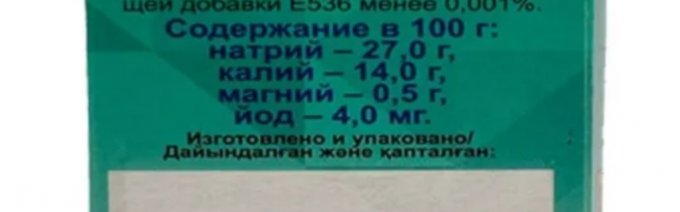 щей добавки Е536 менее 0,001%.
Содержание в 100 г:
натрий – 27,0 г,
калий – 14,0 г,
магний – 0,5 г,
йод – 4,0 мг.
Изготовлено и упаковано/
Дайындалған және қапталған: